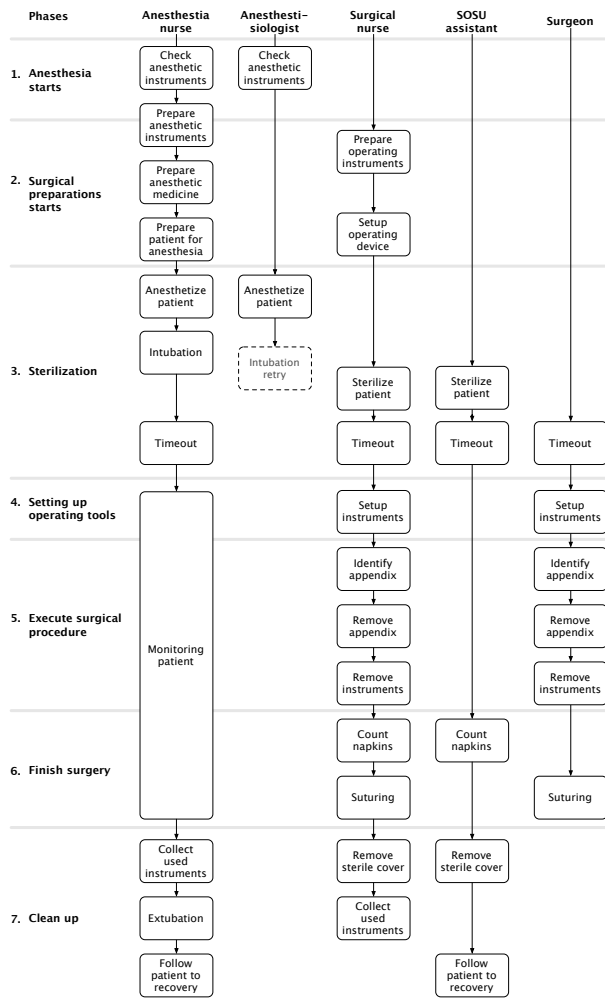 Phases
Anesthestia
nurse
Anesthesti-
siologist
Surgical
nurse
SOSU
assistant
Surgeon
1. Anesthesia
starts
Check
anesthetic
instruments
Check
anesthetic
instruments
Prepare
anesthetic
instruments
2. Surgical
preparations
starts
Prepare
operating
instruments
Prepare
anesthetic
medicine
Setup
operating
device
Prepare
patient for
anesthesia
3. Sterilization
Anesthetize
patient
Anesthetize
patient
Intubation
Intubation
retry
Sterilize
patient
Sterilize
patient
Timeout
Timeout
Timeout
Timeout
4. Setting up
operating tools
Setup
instruments
Setup
instruments
5. Execute surgical
procedure
Monitoring
patient
Identify
appendix
Identify
appendix
Remove
appendix
Remove
appendix
Remove
instruments
Remove
instruments
6. Finish surgery
Count
napkins
Count
napkins
Suturing
Suturing
7. Clean up
Collect
used
instruments
Remove
sterile cover
Remove
sterile cover
Extubation
Collect
used
instruments
Follow
patient to
recovery
Follow
patient to
recovery